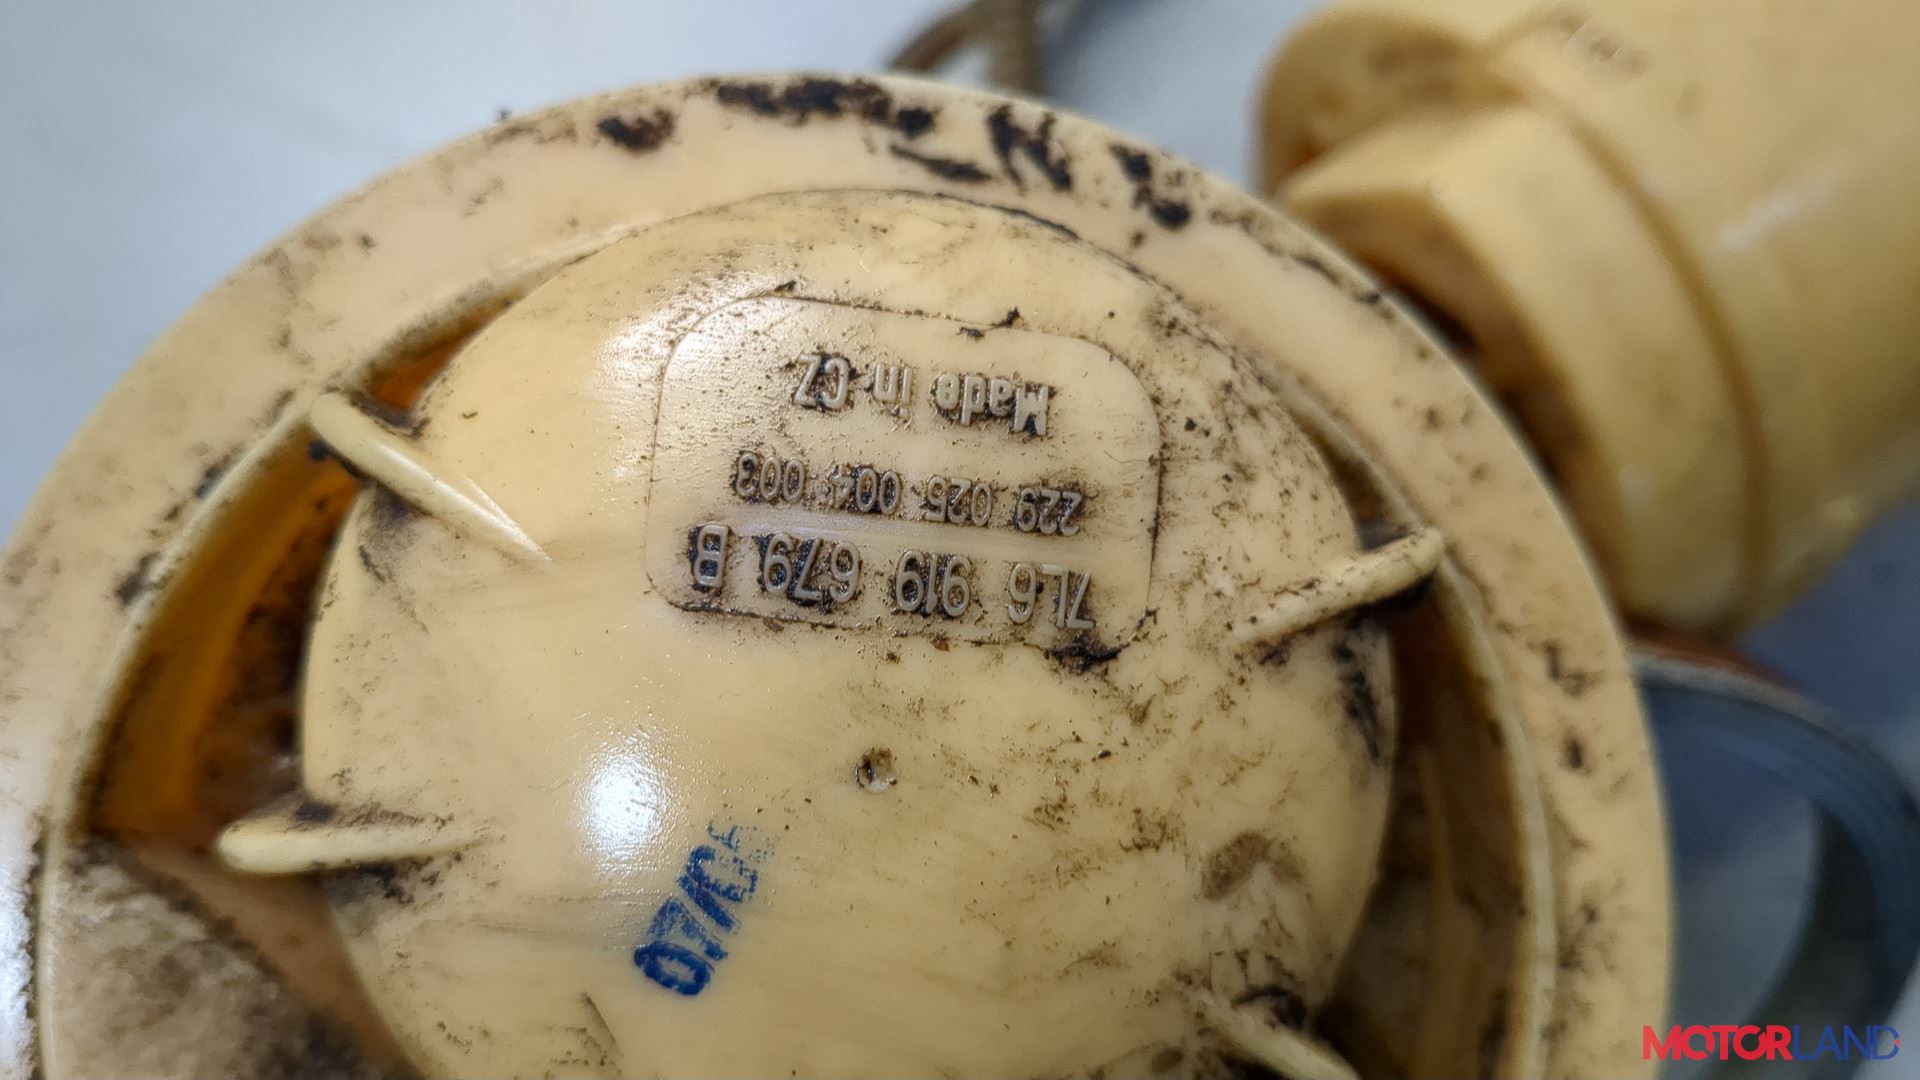 7L6 919 679 B
229 025 004 003
Made in CZ
MOTORLAND